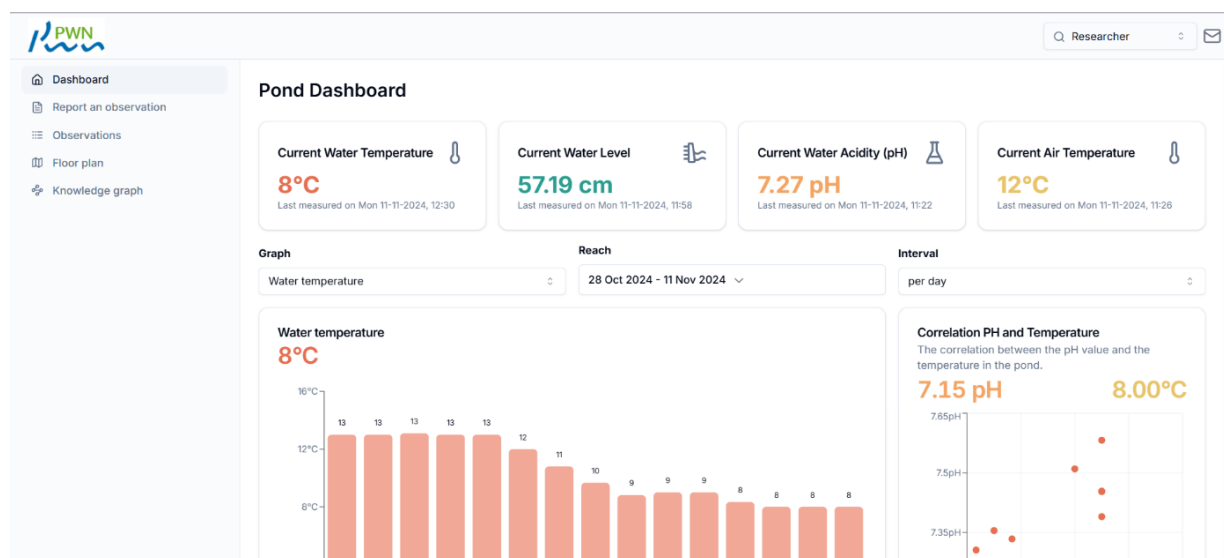 PWN
Researcher
Dashboard
Report an observation
Observations
Floor plan
Knowledge graph
Pond Dashboard
Current Water Temperature
8°C
Last measured on Mon 11-11-2024, 12:30
Current Water Level
57.19 cm
Last measured on Mon 11-11-2024, 11:58
Current Water Acidity (pH)
7.27 pH
Last measured on Mon 11-11-2024, 11:22
Current Air Temperature
12°C
Last measured on Mon 11-11-2024, 11:26
Graph
Water temperature
Reach
28 Oct 2024 - 11 Nov 2024
Interval
per day
Water temperature
8°C
16°C
12°C
8°C
13 13 13 13 13 12 11 10 9 9 9 8 8 8 8
Correlation PH and Temperature
The correlation between the pH value and the
temperature in the pond.
7.15 pH 8.00°C
7.65pH
7.5pH
7.35pH